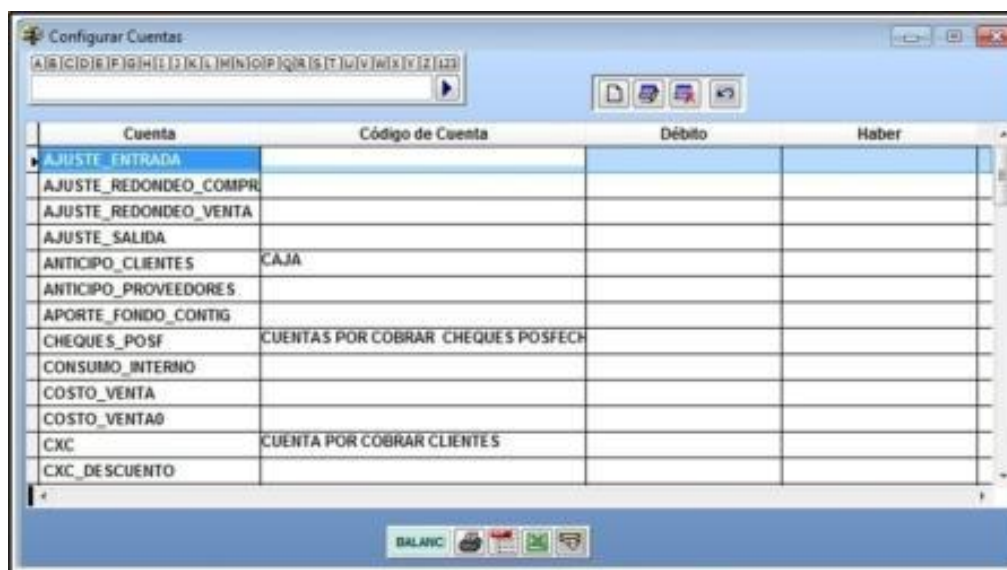 Configurar Cuentas
A B C D E F G H I J K L M N O P Q R S T U V W X Y Z 123
Cuenta Código de Cuenta Débito Haber
AJUSTE_ENTRADA
AJUSTE_REDONDEO_COMPR
AJUSTE_REDONDEO_VENTA
AJUSTE_SALIDA
ANTICIPO_CLIENTES CAJA
ANTICIPO_PROVEEDORES
APORTE_FONDO_CONTIG
CHEQUES_POSF CUENTAS POR COBRAR CHEQUES POSFECH
CONSUMO_INTERNO
COSTO_VENTA
COSTO_VENTA0
CXC CUENTA POR COBRAR CLIENTES
CXC_DESCUENTO
BALANC